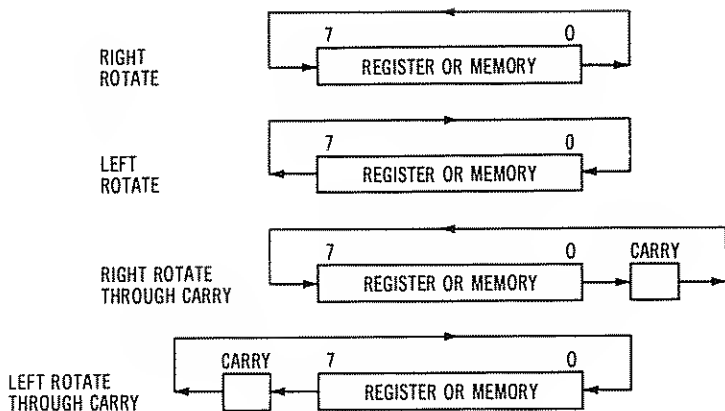 7 0
RIGHT
ROTATE
REGISTER OR MEMORY
7 0
LEFT
ROTATE
REGISTER OR MEMORY
7 0 CARRY
RIGHT ROTATE
THROUGH CARRY
REGISTER OR MEMORY
CARRY 7 0
LEFT ROTATE
THROUGH CARRY
REGISTER OR MEMORY